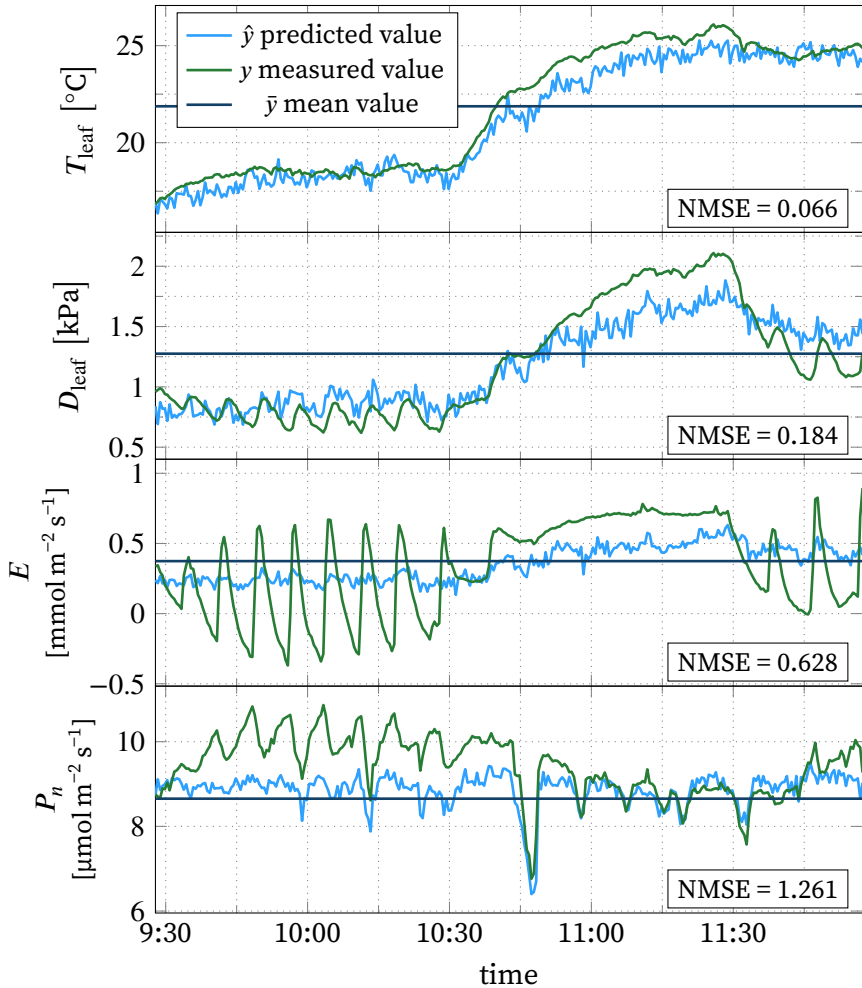 ŷ predicted value
y measured value
ȳ mean value
25
20
T_leaf [°C]
NMSE = 0.066
2
1.5
1
0.5
D_leaf [kPa]
NMSE = 0.184
1
0.5
0
−0.5
E
[mmol m⁻² s⁻¹]
NMSE = 0.628
10
8
6
P_n
[µmol m⁻² s⁻¹]
NMSE = 1.261
9:30 10:00 10:30 11:00 11:30
time